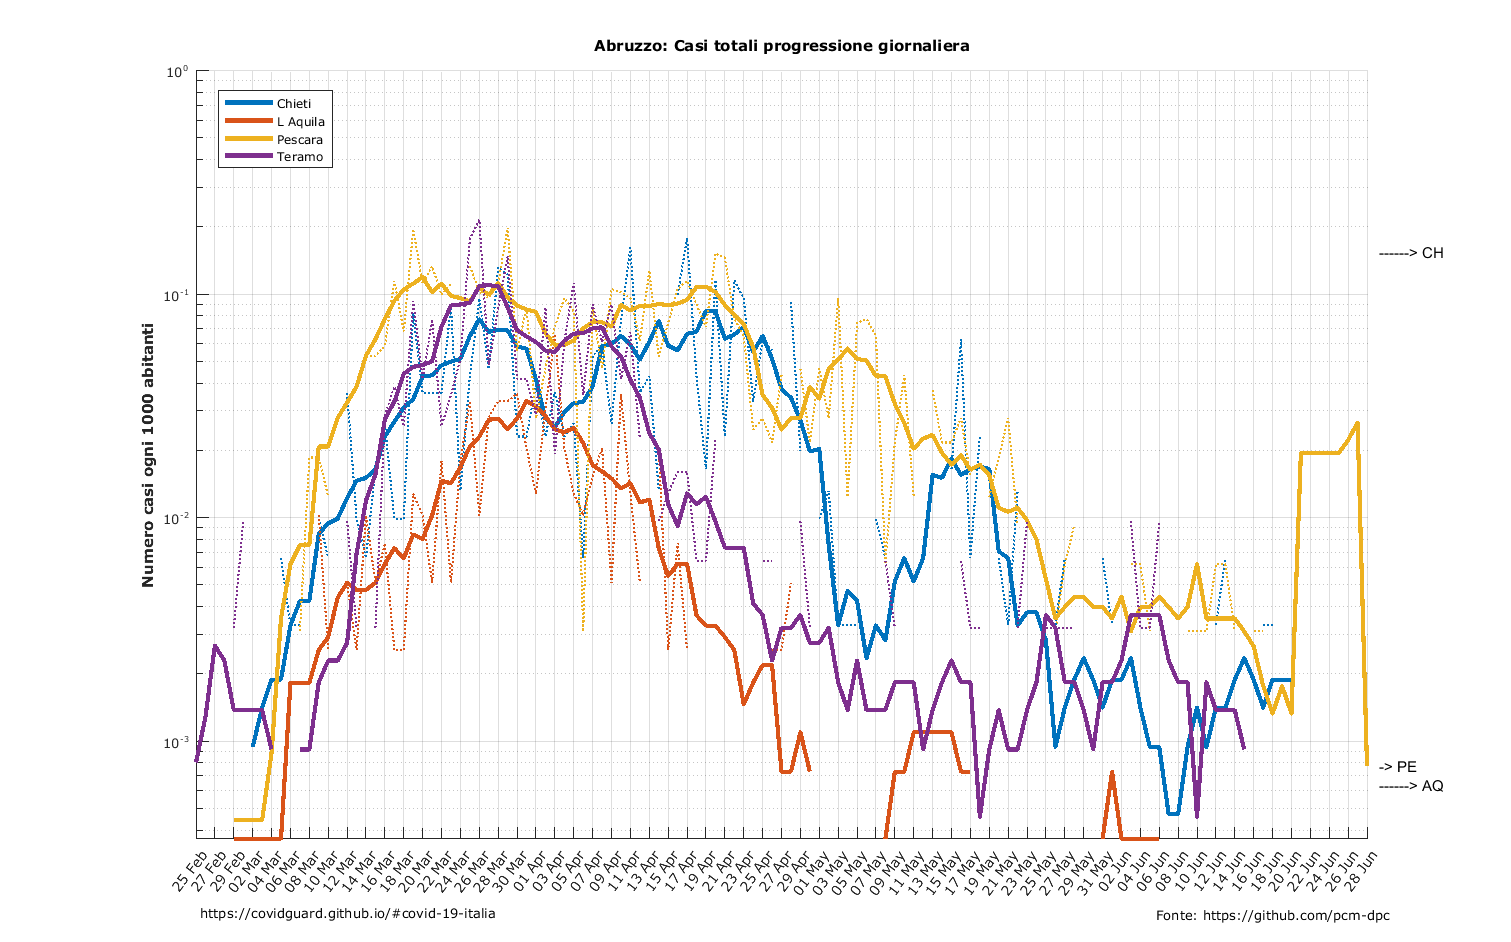 Abruzzo: Casi totali progressione giornaliera
10^0
10^-1
10^-2
10^-3
Numero casi ogni 1000 abitanti
Chieti
L Aquila
Pescara
Teramo
------> CH
-> PE
------> AQ
25 Feb
27 Feb
29 Feb
02 Mar
04 Mar
06 Mar
08 Mar
10 Mar
12 Mar
14 Mar
16 Mar
18 Mar
20 Mar
22 Mar
24 Mar
26 Mar
28 Mar
30 Mar
01 Apr
03 Apr
05 Apr
07 Apr
09 Apr
11 Apr
13 Apr
15 Apr
17 Apr
19 Apr
21 Apr
23 Apr
25 Apr
27 Apr
29 Apr
01 May
03 May
05 May
07 May
09 May
11 May
13 May
15 May
17 May
19 May
21 May
23 May
25 May
27 May
29 May
31 May
02 Jun
04 Jun
06 Jun
08 Jun
10 Jun
12 Jun
14 Jun
16 Jun
18 Jun
20 Jun
22 Jun
24 Jun
26 Jun
28 Jun
https://covidguard.github.io/#covid-19-italia
Fonte: https://github.com/pcm-dpc